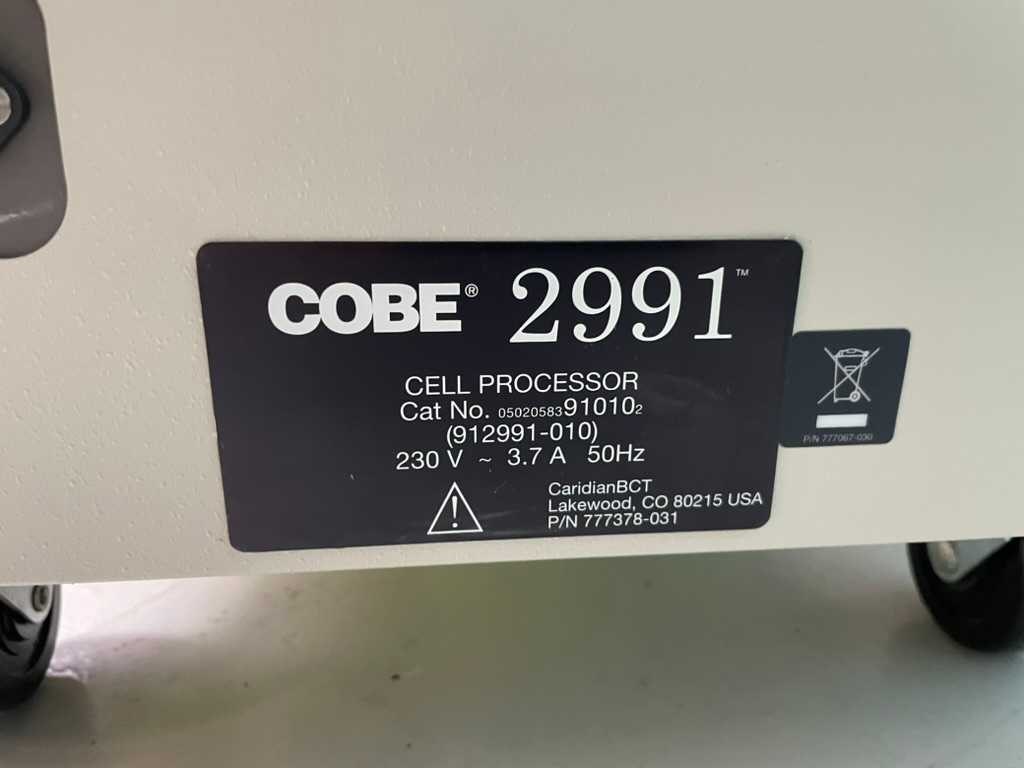 COBE® 2991™
CELL PROCESSOR
Cat No. 05020583910102
(912991-010)
230 V ~ 3.7 A 50Hz
CaridianBCT
Lakewood, CO 80215 USA
P/N 777378-031
P/N 777067-030